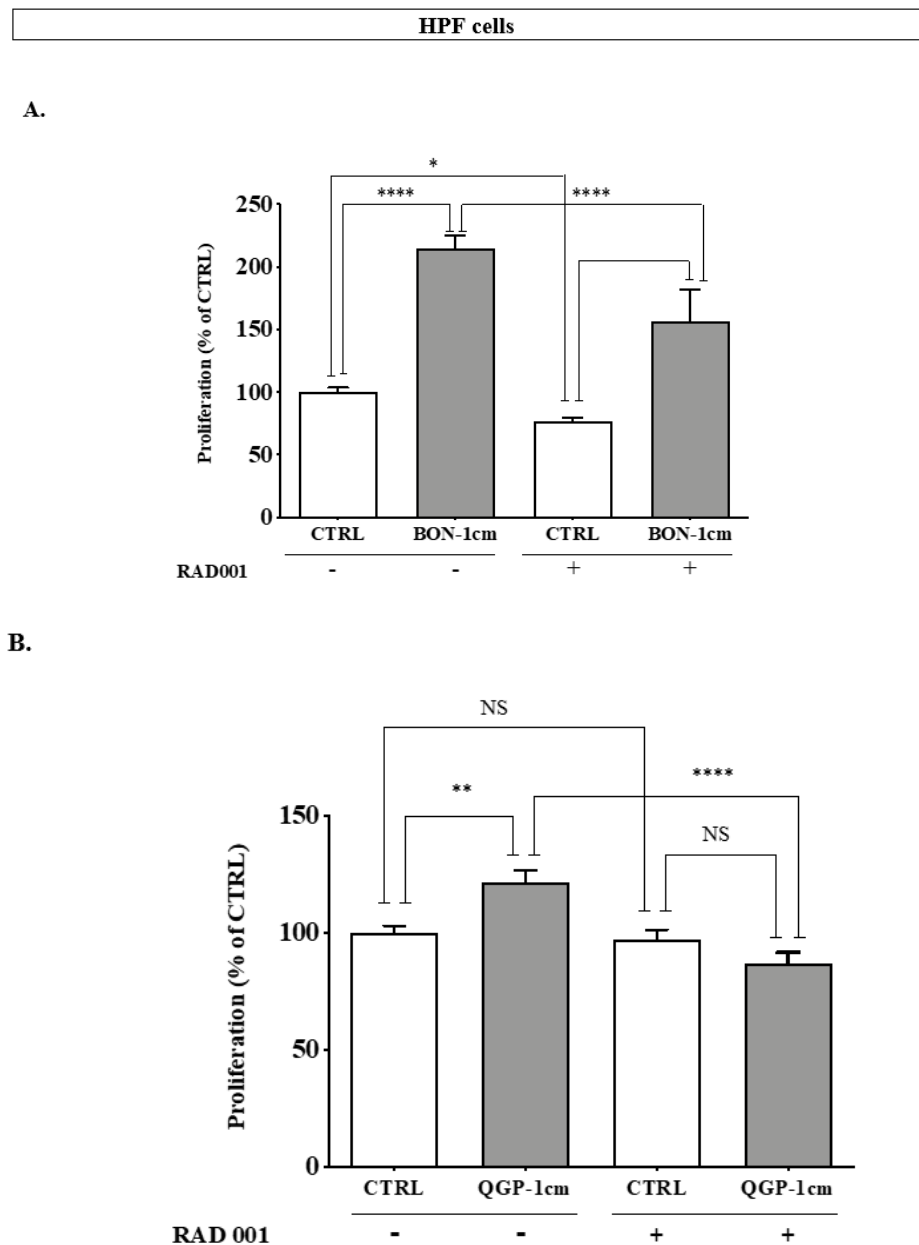 HPF cells
A.
*
**** ****
250
200
150
100
50
0
Proliferation (% of CTRL)
CTRL BON-1cm CTRL BON-1cm
RAD001 - - + +
B.
NS
****
**
NS
150
100
50
0
Proliferation (% of CTRL)
CTRL QGP-1cm CTRL QGP-1cm
RAD 001 - - + +